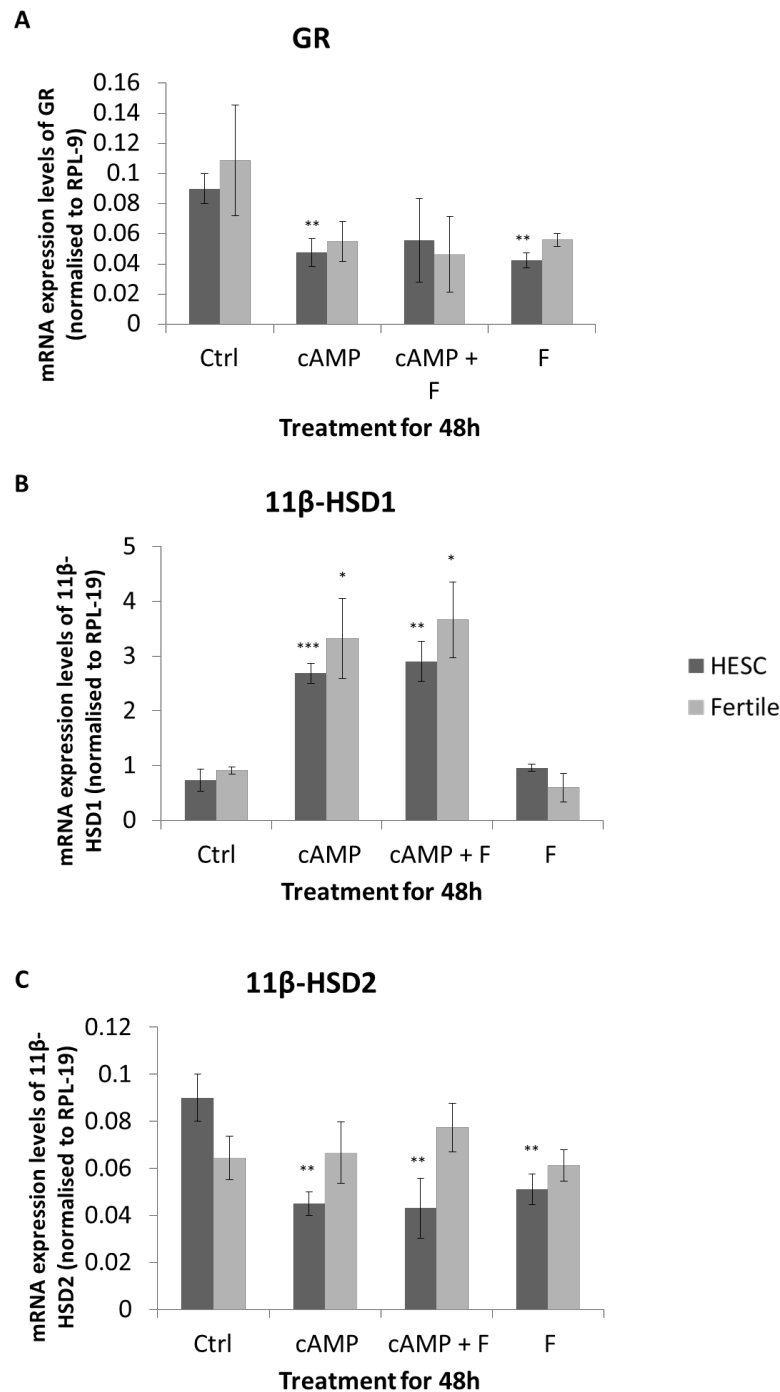 A
GR
mRNA expression levels of GR
(normalised to RPL-9)
0.16
0.14
0.12
0.1
0.08
0.06
0.04
0.02
0
**
**
Ctrl
cAMP
cAMP +
F
F
Treatment for 48h
B
11β-HSD1
mRNA expression levels of 11β-
HSD1 (normalised to RPL-19)
5
4
3
2
1
0
***
*
**
*
Ctrl
cAMP
cAMP + F
F
Treatment for 48h
HESC
Fertile
C
11β-HSD2
mRNA expression levels of 11β-
HSD2 (normalised to RPL-19)
0.12
0.1
0.08
0.06
0.04
0.02
0
**
**
**
Ctrl
cAMP
cAMP + F
F
Treatment for 48h